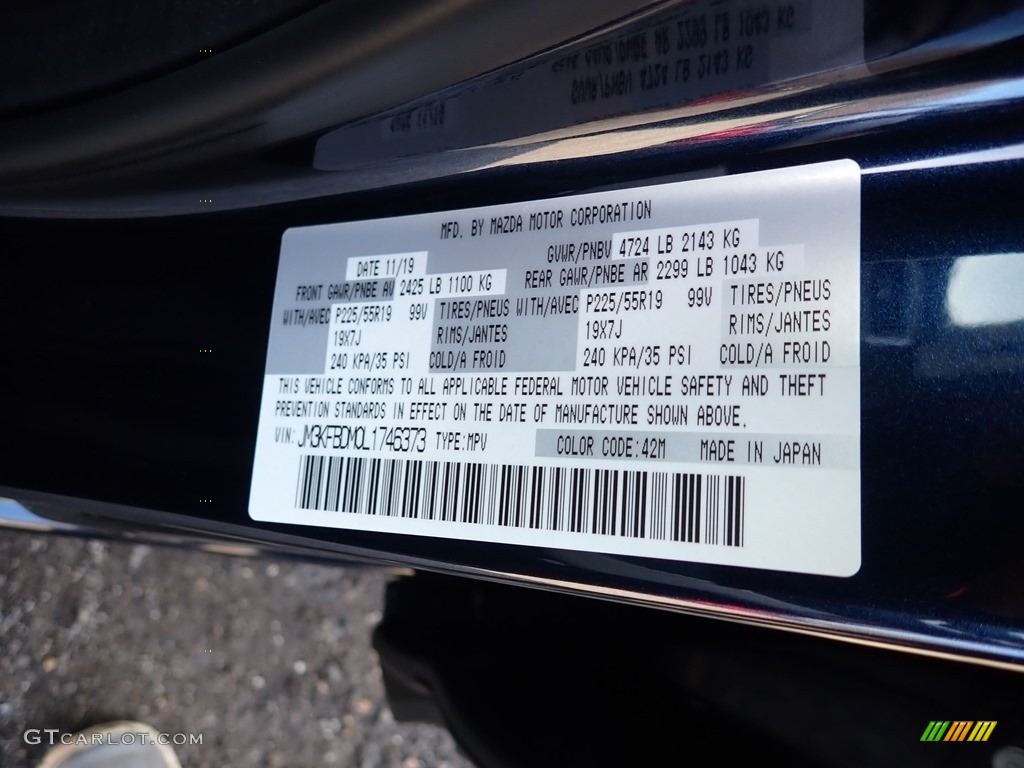 MFD. BY MAZDA MOTOR CORPORATION
DATE 11/19 GVWR/PNBV 4724 LB 2143 KG
FRONT GAWR/PNBE AV 2425 LB 1100 KG REAR GAWR/PNBE AR 2299 LB 1043 KG
WITH/AVEC P225/55R19 99V TIRES/PNEUS WITH/AVEC P225/55R19 99V TIRES/PNEUS
19X7J RIMS/JANTES 19X7J RIMS/JANTES
240 KPA/35 PSI COLD/A FROID 240 KPA/35 PSI COLD/A FROID
THIS VEHICLE CONFORMS TO ALL APPLICABLE FEDERAL MOTOR VEHICLE SAFETY AND THEFT
PREVENTION STANDARDS IN EFFECT ON THE DATE OF MANUFACTURE SHOWN ABOVE.
VIN: JM3KFBDM0L1746373 TYPE:MPV COLOR CODE:42M MADE IN JAPAN
GTCARLOT.COM